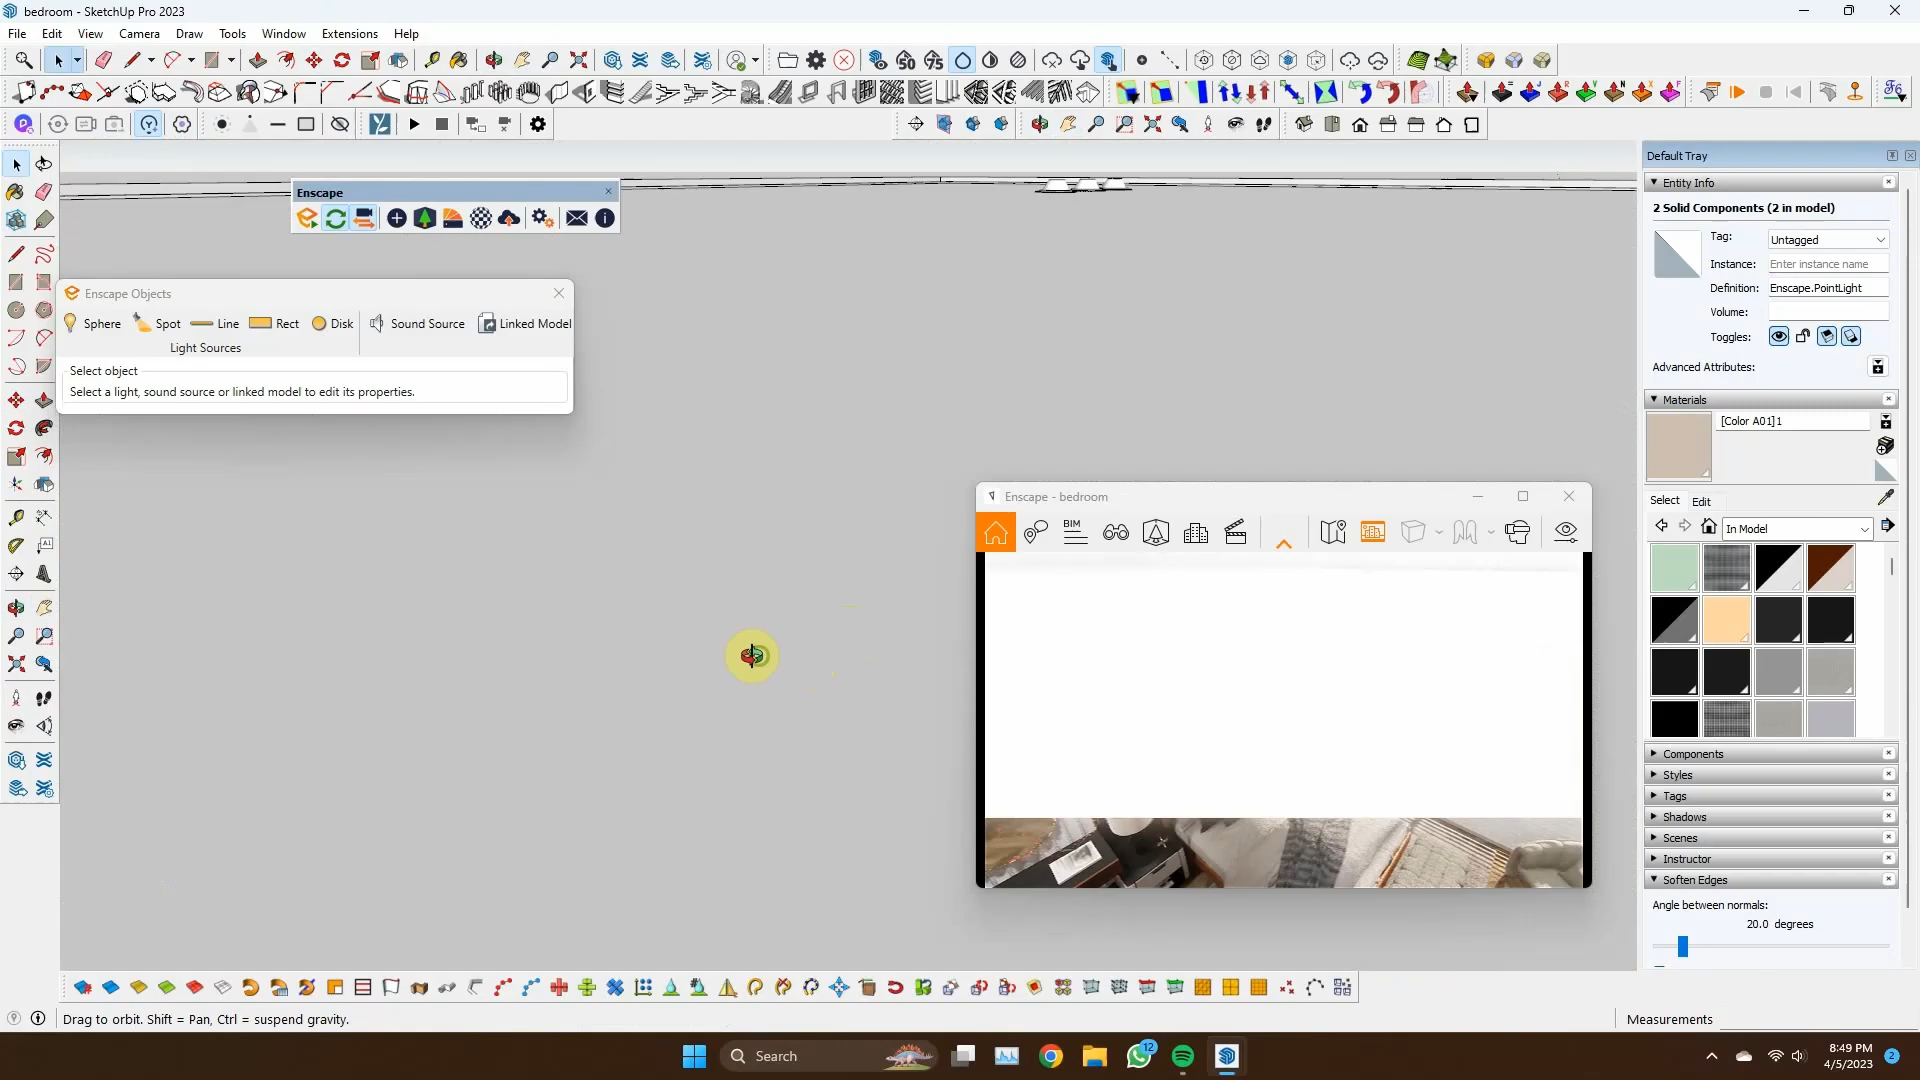 bedroom - SketchUp Pro 2023
File Edit View Camera Draw Tools Window Extensions Help
Default Tray
Entity Info
2 Solid Components (2 in model)
Tag: Untagged
Instance: Enter instance name
Definition: Enscape.PointLight
Volume:
Toggles:
Advanced Attributes:
Materials
[Color A01]1
Select Edit
In Model
Components
Styles
Tags
Shadows
Scenes
Instructor
Soften Edges
Angle between normals:
20.0 degrees
Enscape
Enscape Objects
Sphere Spot Line Rect Disk Sound Source Linked Model
Light Sources
Select object
Select a light, sound source or linked model to edit its properties.
Enscape - bedroom
BIM
Drag to orbit. Shift = Pan, Ctrl = suspend gravity.
Measurements
Search
12
8:49 PM
4/5/2023
2